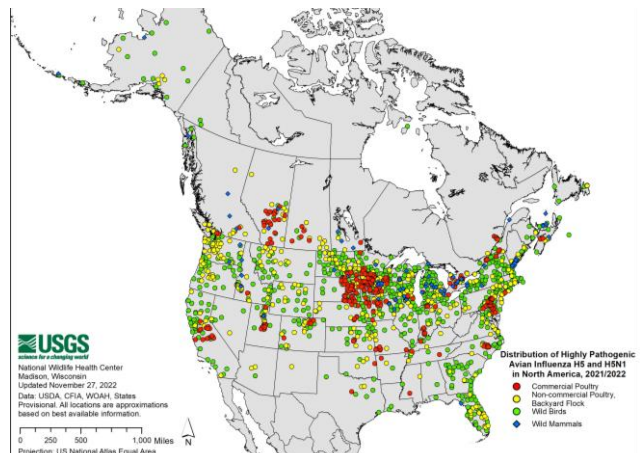 USGS
science for a changing world
National Wildlife Health Center
Madison, Wisconsin
Updated November 27, 2022
Data: USDA, CFIA, WOAH, States
Provisional. All locations are approximations
based on best available information.
0 250 500 1,000 Miles
N
Projection: US National Atlas Equal Area
Distribution of Highly Pathogenic
Avian Influenza H5 and H5N1
in North America, 2021/2022
Commercial Poultry
Non-commercial Poultry,
Backyard Flock
Wild Birds
Wild Mammals